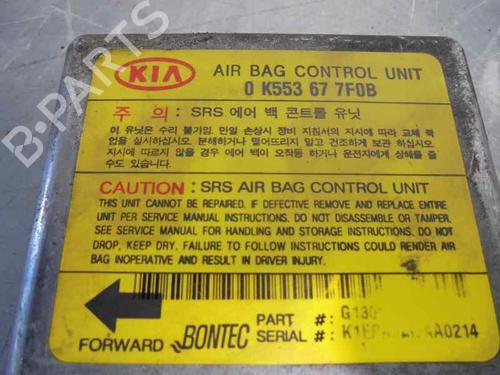 KIA AIR BAG CONTROL UNIT
0 K553 67 7F0B
주 의 : SRS 에어 백 콘트롤 유닛
이 유닛은 수리 불가임. 만일 손상시 정비 지침서의 지시에 따라 교체 작
업을 실시하십시오. 분해하거나 떨어뜨리지 말고 건조하게 보관 하십시오.
지시에 따르지 않을 경우 에어 백이 오작동 하거나 운전자에게 상해를 줄
수도 있습니다.
CAUTION : SRS AIR BAG CONTROL UNIT
THIS UNIT CANNOT BE REPAIRED. IF DEFECTIVE REMOVE AND REPLACE ENTIRE
UNIT PER SERVICE MANUAL INSTRUCTIONS. DO NOT DISASSEMBLE OR TAMPER.
SEE SERVICE MANUAL FOR HANDLING AND STORAGE INSTRUCTIONS. DO NOT
DROP, KEEP DRY. FAILURE TO FOLLOW INSTRUCTIONS COULD RENDER AIR
BAG INOPERATIVE AND RESULT IN DRIVER INJURY.
PART #:
FORWARD BONTEC SERIAL #:
B-PARTS